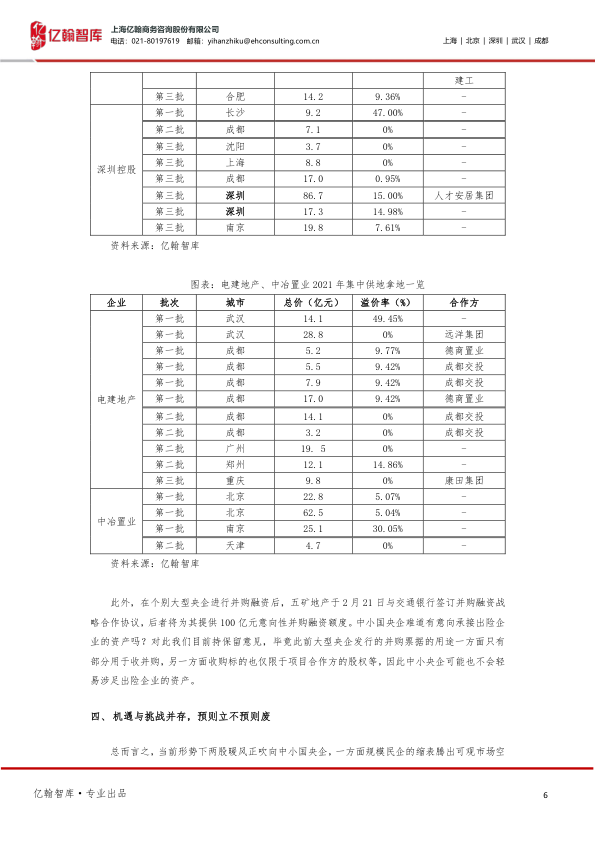 亿翰智库
上海亿翰商务咨询股份有限公司
电话：021-80197619 邮箱：yihanzhiku@ehconsulting.com.cn
上海｜北京｜深圳｜武汉｜成都
建工
第三批 合肥 14.2 9.36% -
深圳控股
第一批 长沙 9.2 47.00% -
第二批 成都 7.1 0% -
第三批 沈阳 3.7 0% -
第三批 上海 8.8 0% -
第三批 成都 17.0 0.95% -
第三批 深圳 86.7 15.00% 人才安居集团
第三批 深圳 17.3 14.98% -
第三批 南京 19.8 7.61% -
资料来源：亿翰智库
图表：电建地产、中冶置业 2021 年集中供地拿地一览
企业 批次 城市 总价（亿元） 溢价率（%） 合作方
电建地产
第一批 武汉 14.1 49.45% -
第一批 武汉 28.8 0% 远洋集团
第一批 成都 5.2 9.77% 德商置业
第一批 成都 5.5 9.42% 成都交投
第一批 成都 7.9 9.42% 成都交投
第一批 成都 17.0 9.42% 德商置业
第二批 成都 14.1 0% 成都交投
第二批 成都 3.2 0% 成都交投
第二批 广州 19. 5 0% -
第二批 郑州 12.1 14.86% -
第三批 重庆 9.8 0% 康田集团
中冶置业
第一批 北京 22.8 5.07% -
第一批 北京 62.5 5.04% -
第一批 南京 25.1 30.05% -
第二批 天津 4.7 0% -
资料来源：亿翰智库
此外，在个别大型央企进行并购融资后，五矿地产于 2 月 21 日与交通银行签订并购融资战
略合作协议，后者将为其提供 100 亿元意向性并购融资额度。中小国央企难道有意向承接出险企
业的资产吗？对此我们目前持保留意见，毕竟此前大型央企发行的并购票据的用途一方面只有
部分用于收并购，另一方面收购标的也仅限于项目合作方的股权等，因此中小央企可能也不会轻
易涉足出险企业的资产。
四、机遇与挑战并存，预则立不预则废
总而言之，当前形势下两股暖风正吹向中小国央企，一方面规模民企的缩表腾出可观市场空
亿翰智库•专业出品
6